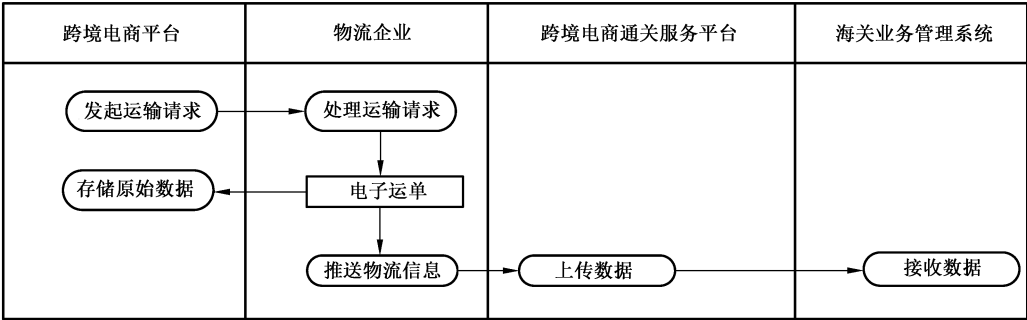 跨境电商平台
物流企业
跨境电商通关服务平台
海关业务管理系统
发起运输请求
处理运输请求
存储原始数据
电子运单
推送物流信息
上传数据
接收数据